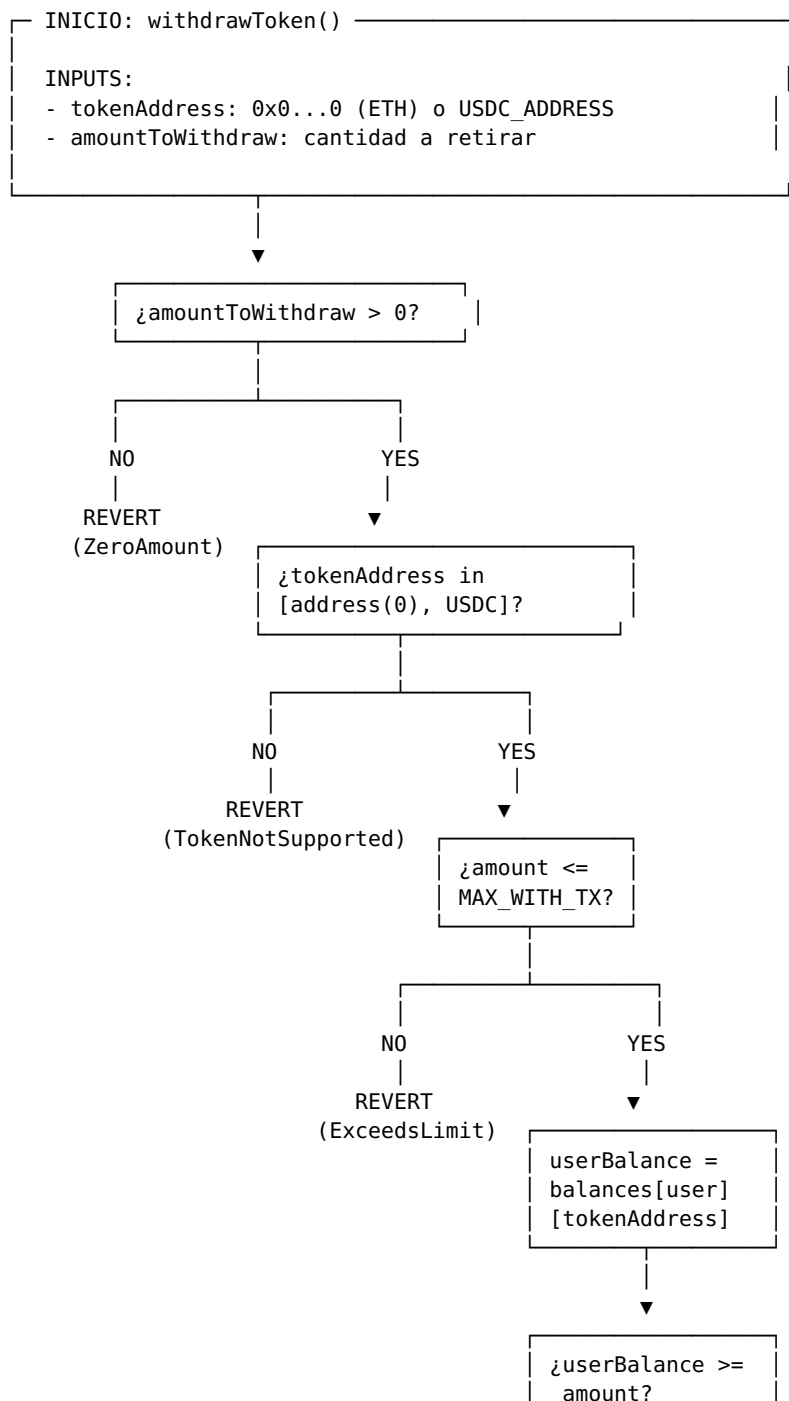 INICIO: withdrawToken()
INPUTS:
- tokenAddress: 0x0...0 (ETH) o USDC_ADDRESS
- amountToWithdraw: cantidad a retirar
¿amountToWithdraw > 0?
NO YES
REVERT
(ZeroAmount)
¿tokenAddress in
[address(0), USDC]?
NO YES
REVERT
(TokenNotSupported)
¿amount <=
MAX_WITH_TX?
NO YES
REVERT
(ExceedsLimit)
userBalance =
balances[user]
[tokenAddress]
¿userBalance >=
amount?